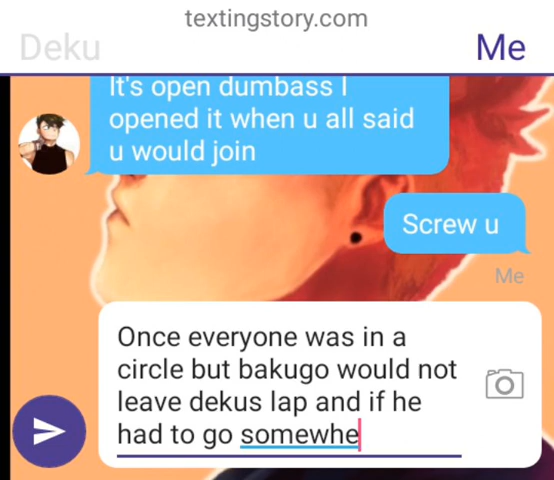 textingstory.com
Deku
Me
It's open dumbass I
opened it when u all said
u would join
Screw u
Me
Once everyone was in a
circle but bakugo would not
leave dekus lap and if he
had to go somewhe